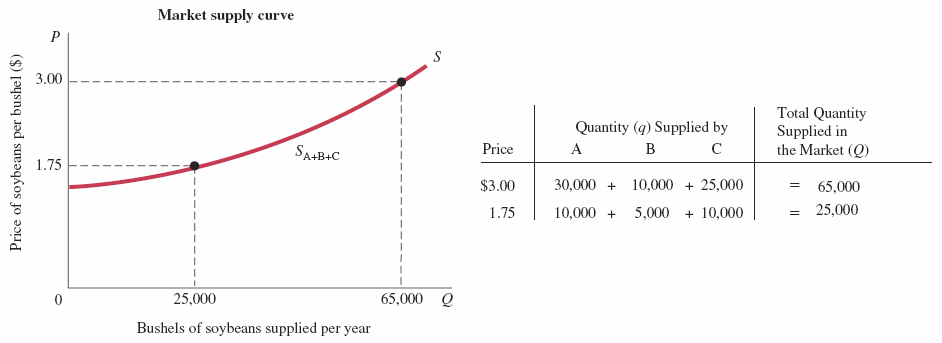 Market supply curve
P
Price of soybeans per bushel ($)
3.00
1.75
S
SA+B+C
0
25,000
65,000
Q
Bushels of soybeans supplied per year
Total Quantity
Quantity (q) Supplied by
Supplied in
Price A B C the Market (Q)
$3.00 30,000 + 10,000 + 25,000 = 65,000
1.75 10,000 + 5,000 + 10,000 = 25,000